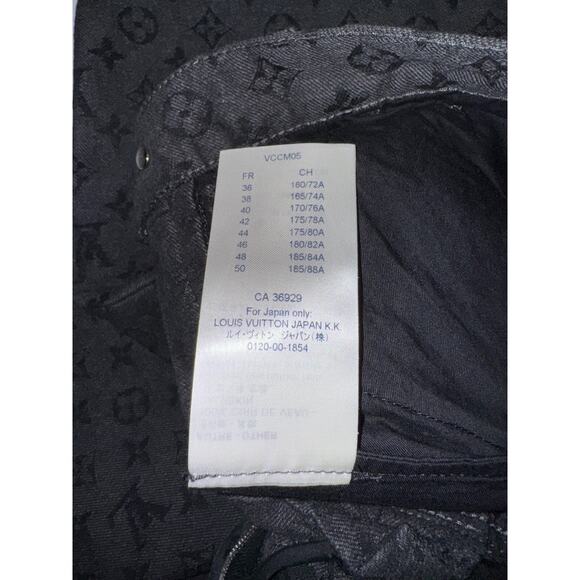 VCCM05
FR CH
36 160/72A
38 165/74A
40 170/76A
42 175/78A
44 175/80A
46 180/82A
48 185/84A
50 185/88A
CA 36929
For Japan only:
LOUIS VUITTON JAPAN K.K.
ルイ・ヴィトン ジャパン(株)
0120-00-1854
AUTRE - OTHER